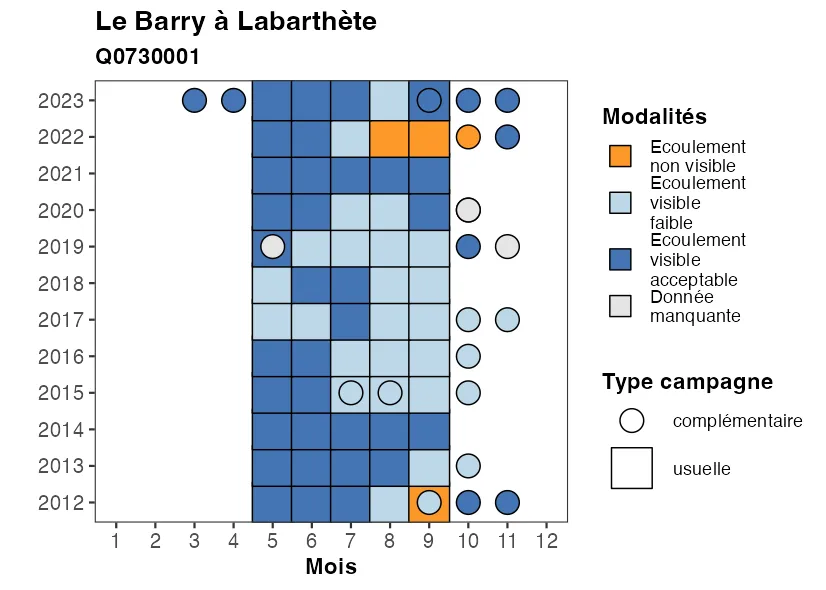 Le Barry à Labarthète
Q0730001
2023
2022
2021
2020
2019
2018
2017
2016
2015
2014
2013
2012
1 2 3 4 5 6 7 8 9 10 11 12
Mois
Modalités
Ecoulement
non visible
Ecoulement
visible
faible
Ecoulement
visible
acceptable
Donnée
manquante
Type campagne
complémentaire
usuelle